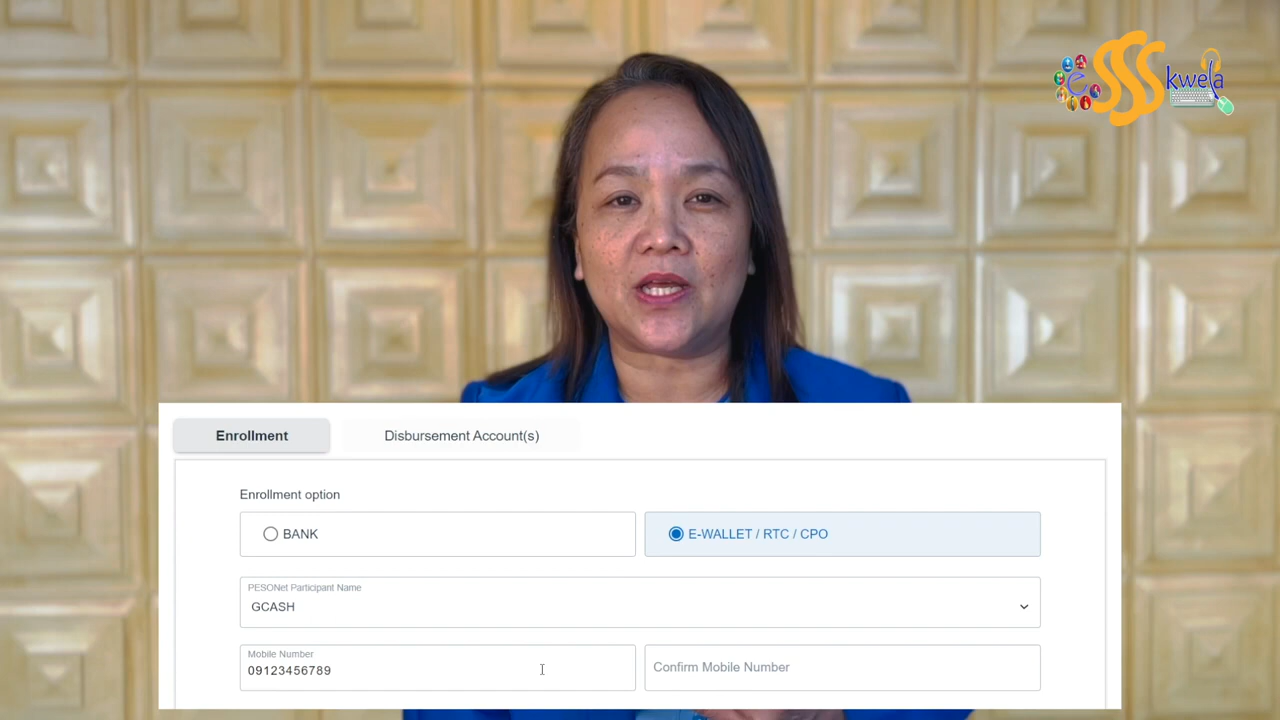 eSSSkwela
Enrollment
Disbursement Account(s)
Enrollment option
BANK
E-WALLET / RTC / CPO
PESONet Participant Name
GCASH
Mobile Number
09123456789
Confirm Mobile Number